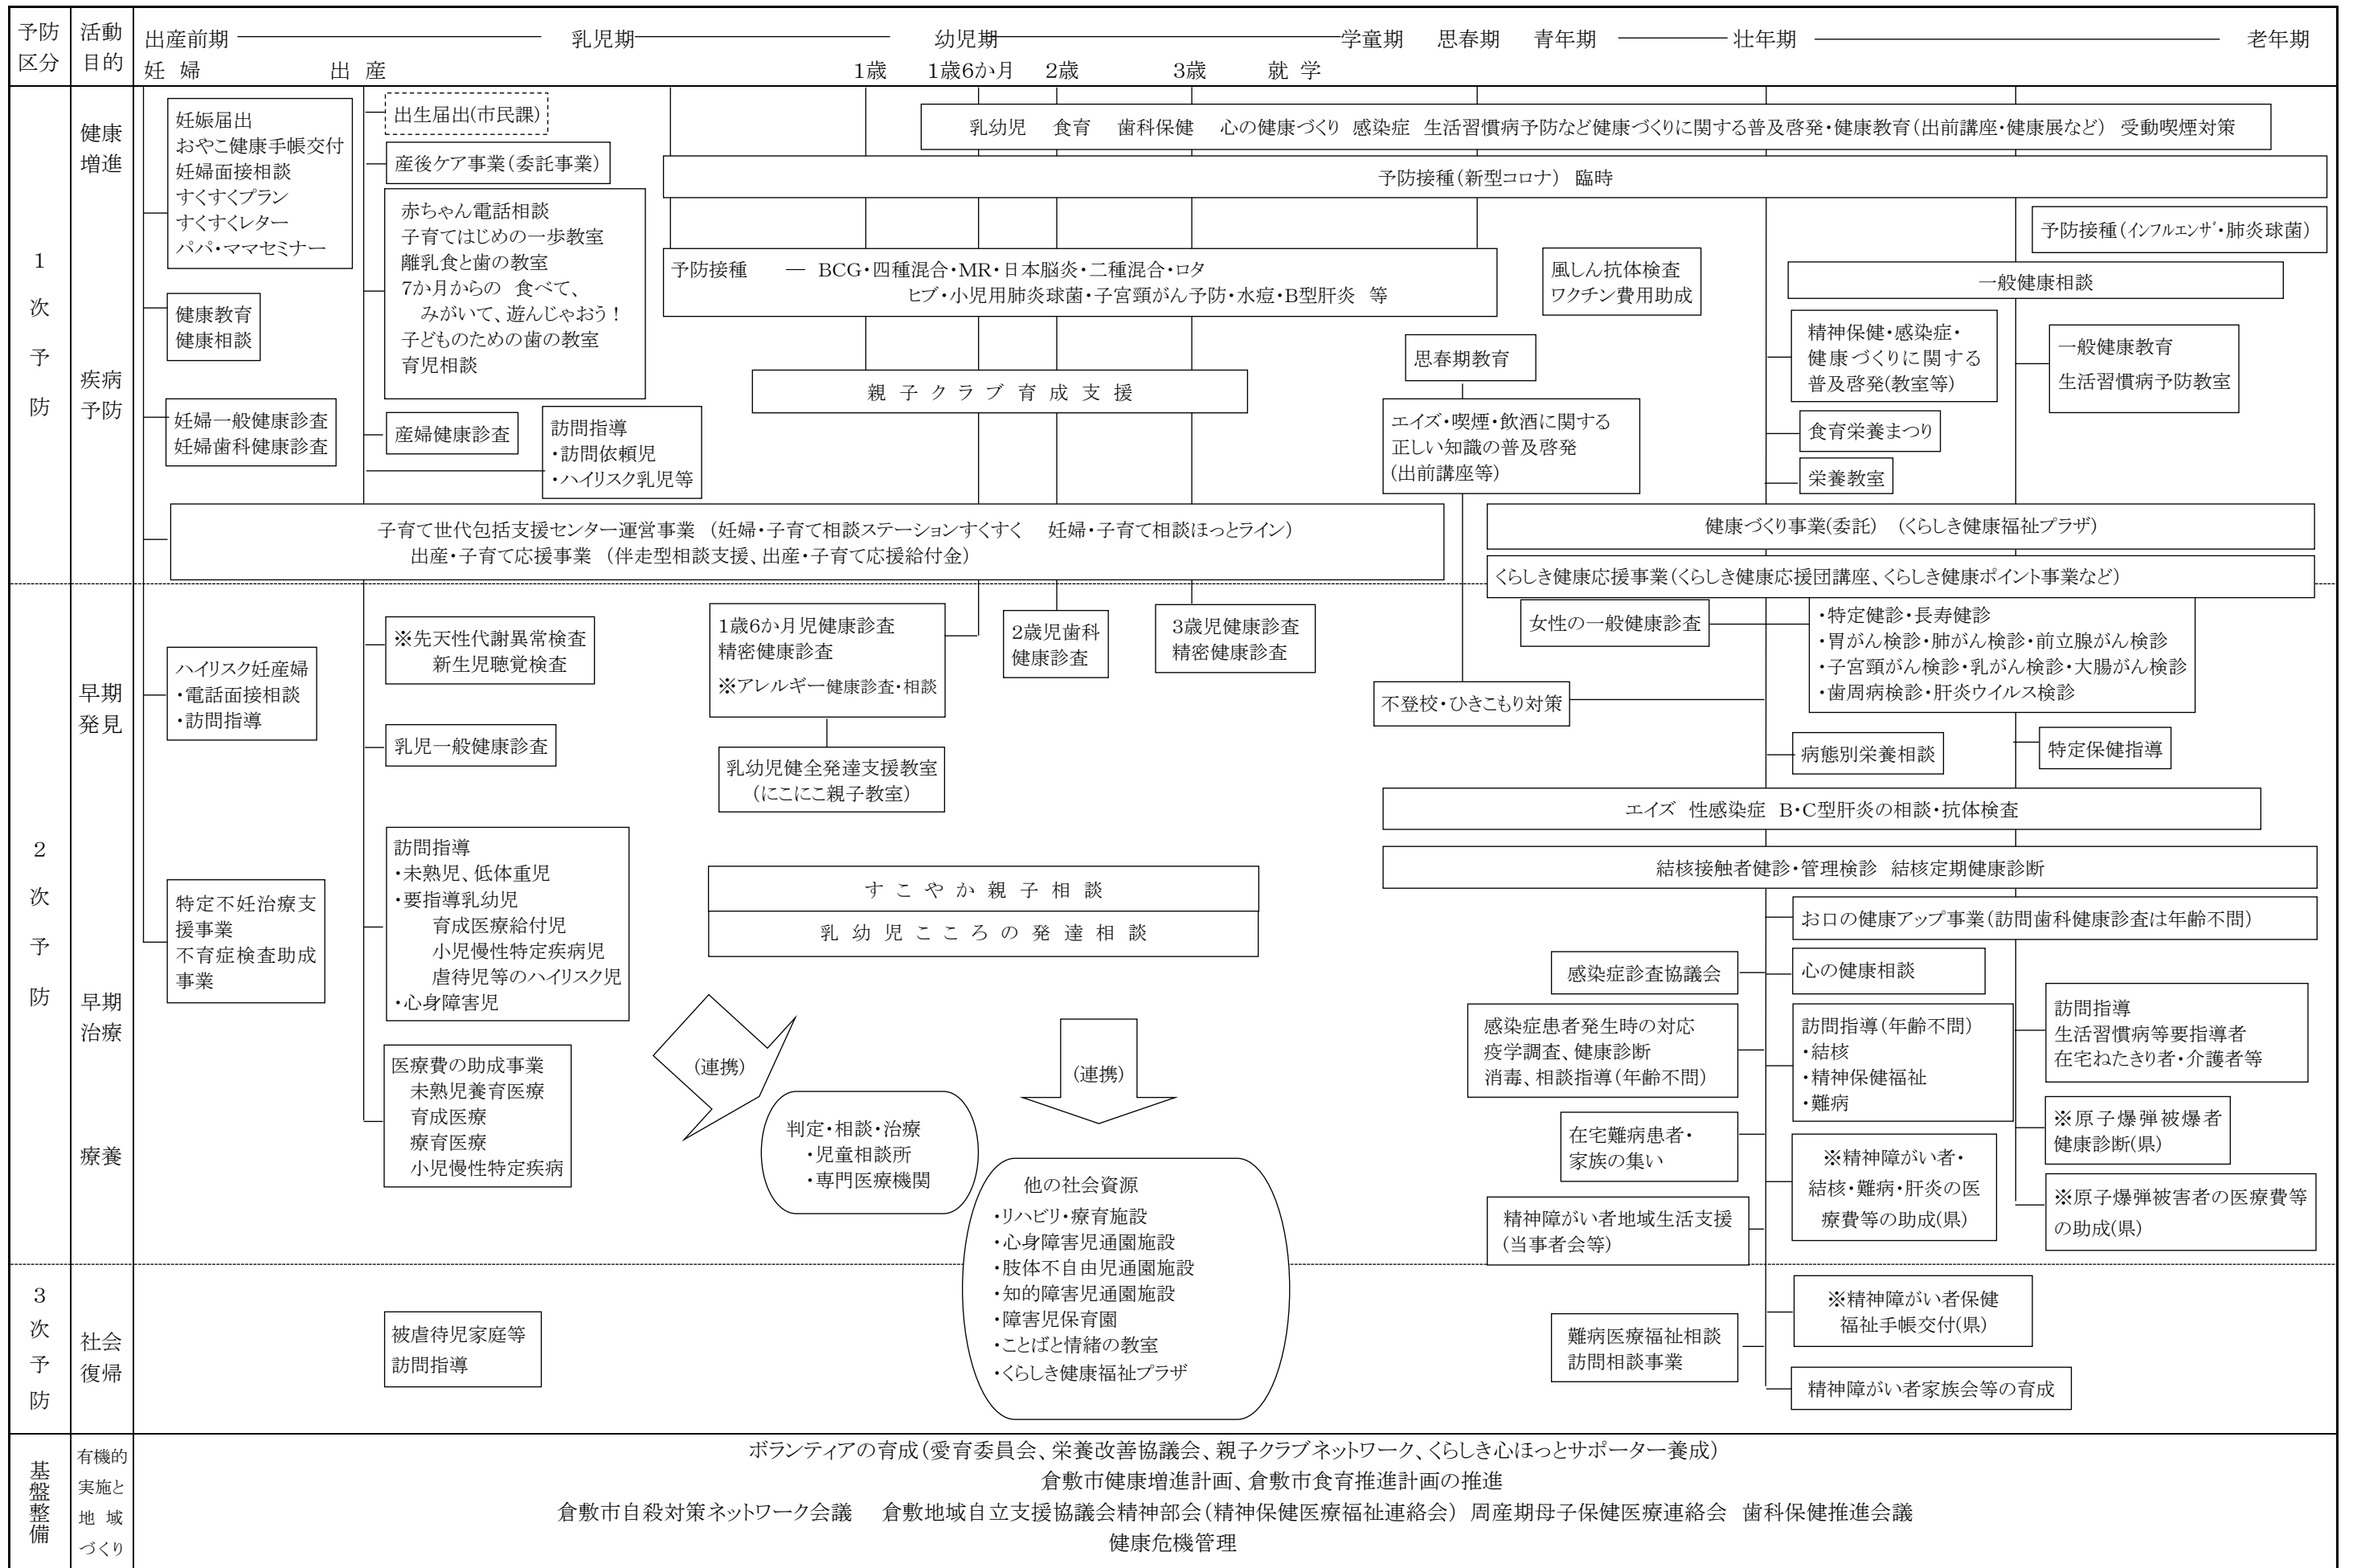 予防
区分
活動
目的
出産前期
乳児期
幼児期
学童期
思春期
青年期
壮年期
老年期
妊婦
出産
1歳
1歳6か月
2歳
3歳
就学
1次予防
健康
増進
妊娠届出
おやこ健康手帳交付
妊婦面接相談
すくすくプラン
すくすくレター
パパ・ママセミナー
出生届出(市民課)
産後ケア事業(委託事業)
乳幼児 食育 歯科保健 心の健康づくり 感染症 生活習慣病予防など健康づくりに関する普及啓発・健康教育(出前講座・健康展など) 受動喫煙対策
予防接種(新型コロナ) 臨時
赤ちゃん電話相談
子育てはじめの一歩教室
離乳食と歯の教室
7か月からの 食べて、
みがいて、遊んじゃおう!
子どものための歯の教室
育児相談
予防接種(インフルエンザ・肺炎球菌)
予防接種 ― BCG・四種混合・MR・日本脳炎・二種混合・ロタ
ヒブ・小児用肺炎球菌・子宮頸がん予防・水痘・B型肝炎 等
風しん抗体検査
ワクチン費用助成
一般健康相談
疾病
予防
健康教育
健康相談
思春期教育
精神保健・感染症・
健康づくりに関する
普及啓発(教室等)
一般健康教育
生活習慣病予防教室
親子クラブ育成支援
妊婦一般健康診査
妊婦歯科健康診査
産婦健康診査
訪問指導
・訪問依頼児
・ハイリスク乳児等
エイズ・喫煙・飲酒に関する
正しい知識の普及啓発
(出前講座等)
食育栄養まつり
栄養教室
子育て世代包括支援センター運営事業 (妊婦・子育て相談ステーションすくすく 妊婦・子育て相談ほっとライン)
出産・子育て応援事業 (伴走型相談支援、出産・子育て応援給付金)
健康づくり事業(委託) (くらしき健康福祉プラザ)
くらしき健康応援事業(くらしき健康応援団講座、くらしき健康ポイント事業など)
2次予防
早期
発見
ハイリスク妊産婦
・電話面接相談
・訪問指導
※先天性代謝異常検査
新生児聴覚検査
乳児一般健康診査
1歳6か月児健康診査
精密健康診査
※アレルギー健康診査・相談
乳幼児健全発達支援教室
(にこにこ親子教室)
2歳児歯科
健康診査
3歳児健康診査
精密健康診査
女性の一般健康診査
・特定健診・長寿健診
・胃がん検診・肺がん検診・前立腺がん検診
・子宮頸がん検診・乳がん検診・大腸がん検診
・歯周病検診・肝炎ウイルス検診
不登校・ひきこもり対策
病態別栄養相談
特定保健指導
エイズ 性感染症 B・C型肝炎の相談・抗体検査
結核接触者健診・管理検診 結核定期健康診断
早期
治療
特定不妊治療支
援事業
不育症検査助成
事業
訪問指導
・未熟児、低体重児
・要指導乳幼児
育成医療給付児
小児慢性特定疾病児
虐待児等のハイリスク児
・心身障害児
すこやか親子相談
乳幼児こころの発達相談
お口の健康アップ事業(訪問歯科健康診査は年齢不問)
感染症診査協議会
心の健康相談
感染症患者発生時の対応
疫学調査、健康診断
消毒、相談指導(年齢不問)
訪問指導(年齢不問)
・結核
・精神保健福祉
・難病
訪問指導
生活習慣病等要指導者
在宅ねたきり者・介護者等
療養
医療費の助成事業
未熟児養育医療
育成医療
療育医療
小児慢性特定疾病
(連携)
(連携)
判定・相談・治療
・児童相談所
・専門医療機関
在宅難病患者・
家族の集い
※精神障がい者・
結核・難病・肝炎の医
療費等の助成(県)
※原子爆弾被爆者
健康診断(県)
※原子爆弾被害者の医療費等
の助成(県)
精神障がい者地域生活支援
(当事者会等)
他の社会資源
・リハビリ・療育施設
・心身障害児通園施設
・肢体不自由児通園施設
・知的障害児通園施設
・障害児保育園
・ことばと情緒の教室
・くらしき健康福祉プラザ
3次予防
社会
復帰
被虐待児家庭等
訪問指導
難病医療福祉相談
訪問相談事業
※精神障がい者保健
福祉手帳交付(県)
精神障がい者家族会等の育成
基盤整備
有機的
実施と
地域
づくり
ボランティアの育成(愛育委員会、栄養改善協議会、親子クラブネットワーク、くらしき心ほっとサポーター養成)
倉敷市健康増進計画、倉敷市食育推進計画の推進
倉敷市自殺対策ネットワーク会議 倉敷地域自立支援協議会精神部会(精神保健医療福祉連絡会) 周産期母子保健医療連絡会 歯科保健推進会議
健康危機管理